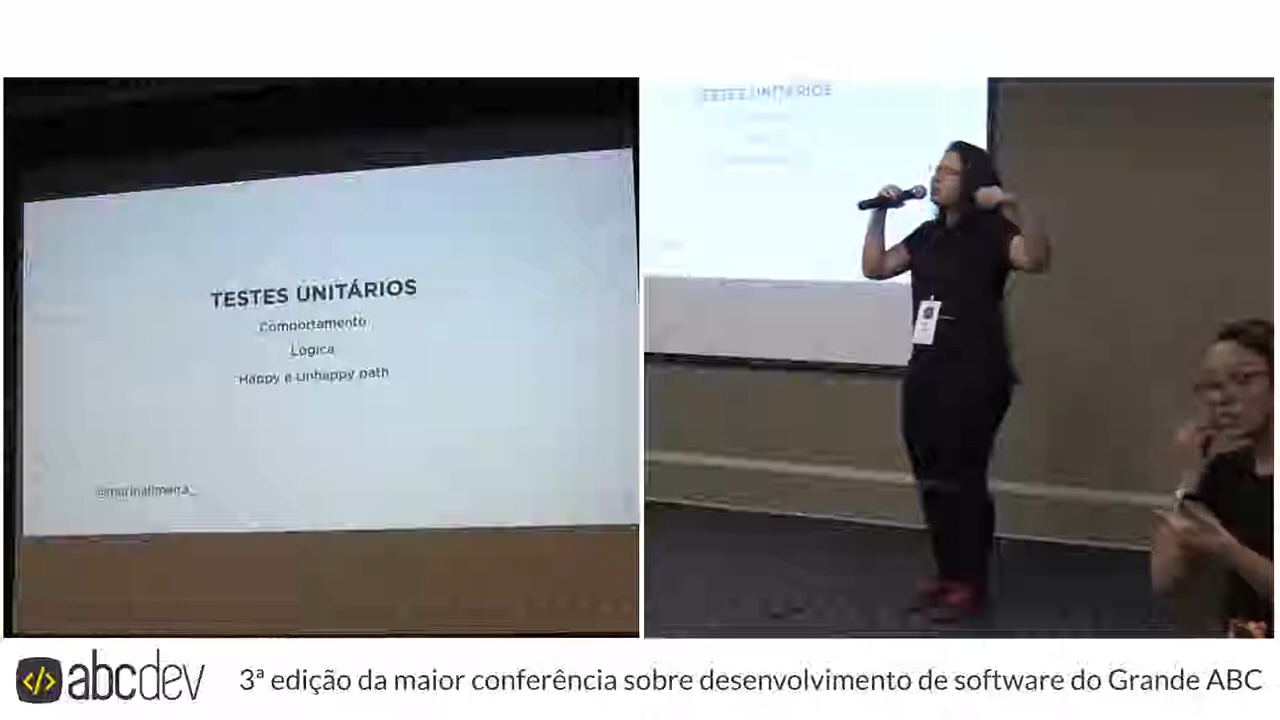 TESTES UNITÁRIOS
Comportamento
Lógica
Happy e unhappy path
TESTES UNITÁRIOS
</> abcdev
3ª edição da maior conferência sobre desenvolvimento de software do Grande ABC